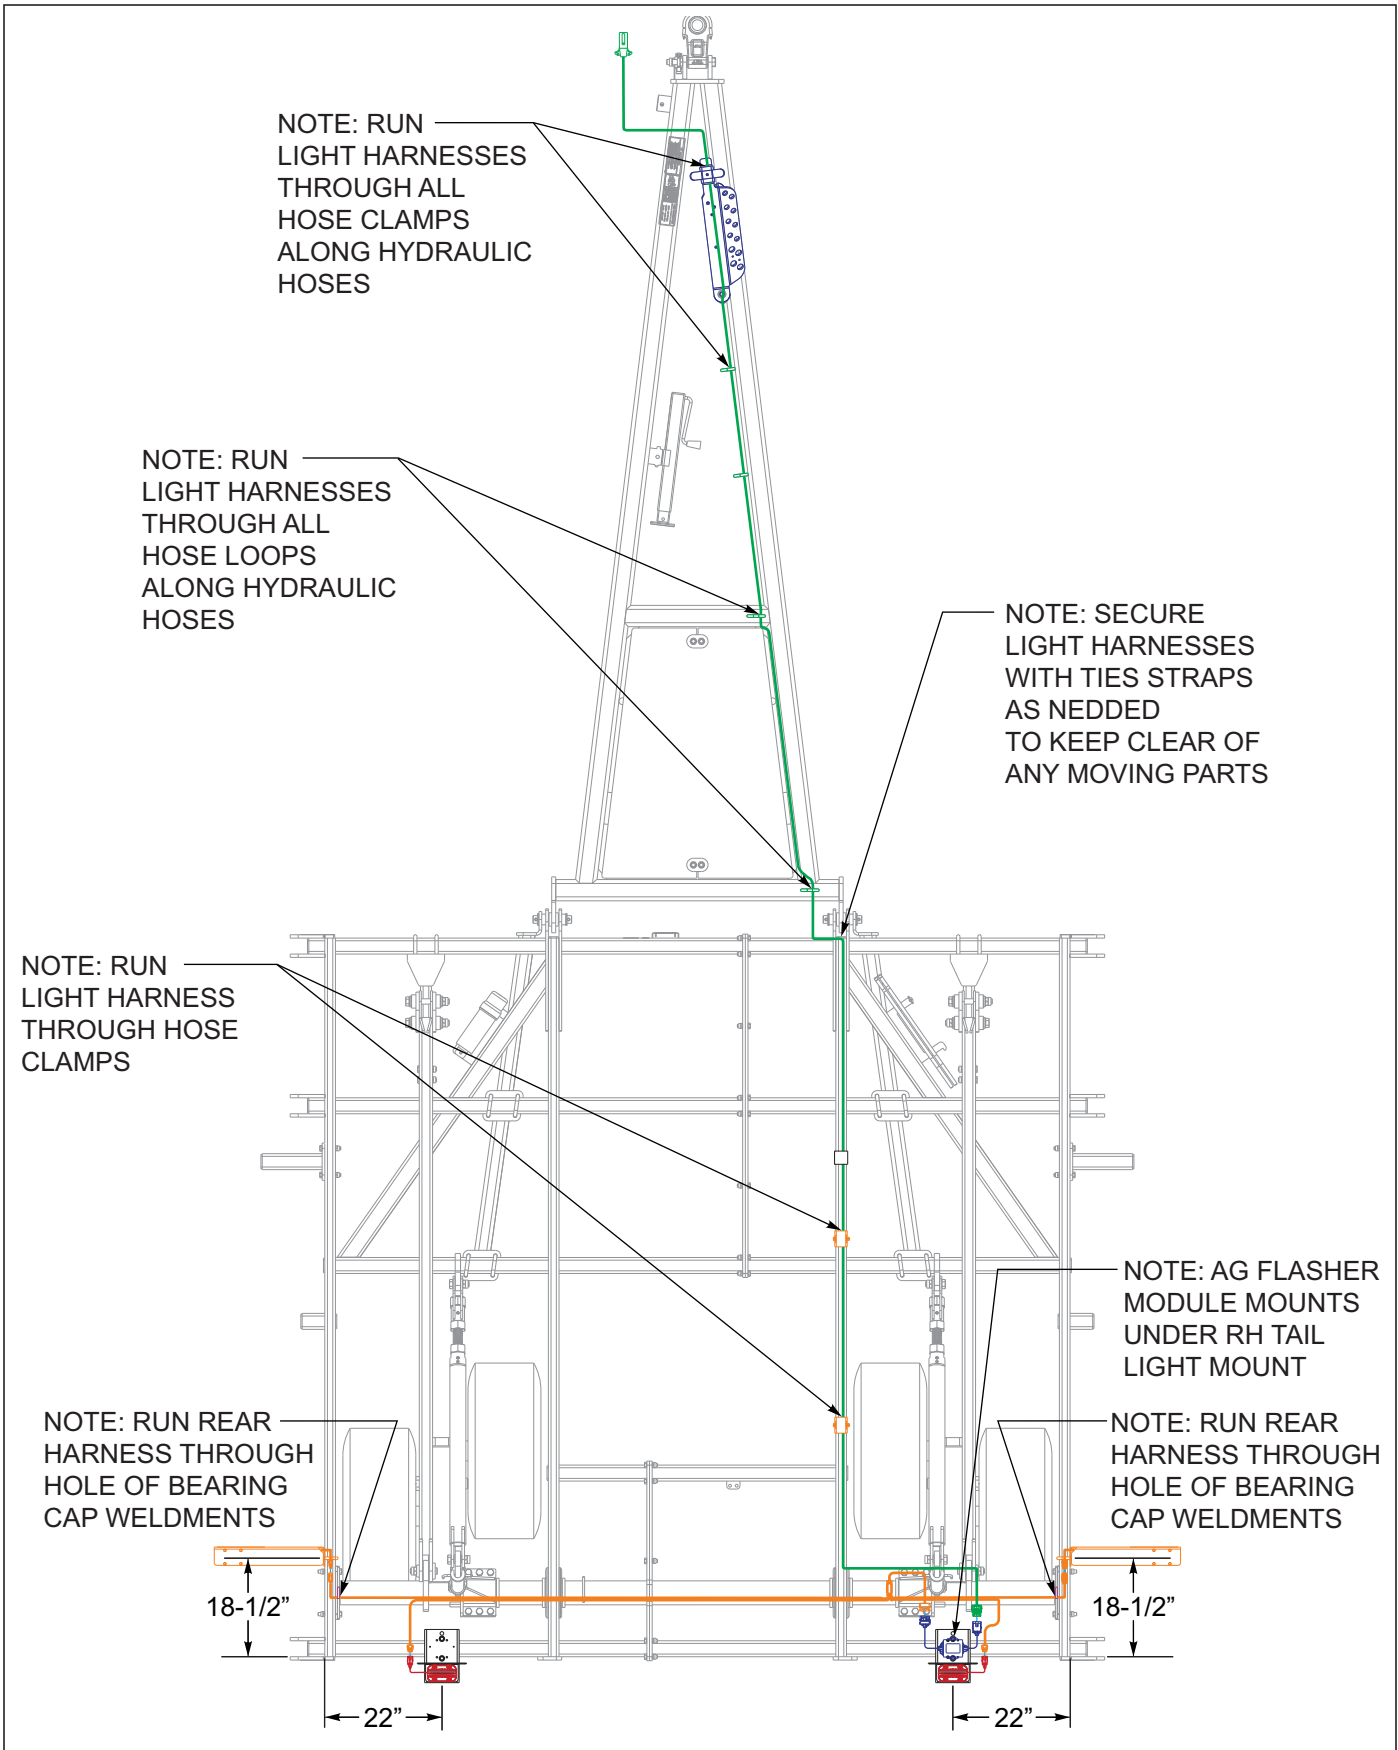 NOTE: RUN
LIGHT HARNESSES
THROUGH ALL
HOSE CLAMPS
ALONG HYDRAULIC
HOSES
NOTE: RUN
LIGHT HARNESSES
THROUGH ALL
HOSE LOOPS
ALONG HYDRAULIC
HOSES
NOTE: SECURE
LIGHT HARNESSES
WITH TIES STRAPS
AS NEDDED
TO KEEP CLEAR OF
ANY MOVING PARTS
NOTE: RUN
LIGHT HARNESS
THROUGH HOSE
CLAMPS
NOTE: AG FLASHER
MODULE MOUNTS
UNDER RH TAIL
LIGHT MOUNT
NOTE: RUN REAR
HARNESS THROUGH
HOLE OF BEARING
CAP WELDMENTS
NOTE: RUN REAR
HARNESS THROUGH
HOLE OF BEARING
CAP WELDMENTS
18-1/2”
18-1/2”
22”
22”